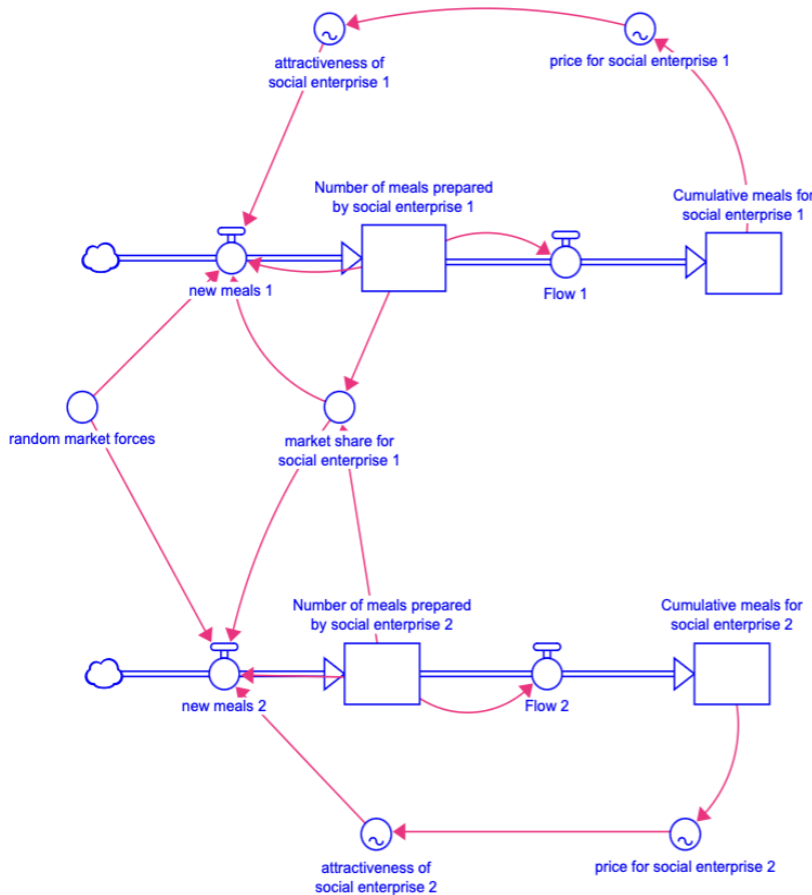 attractiveness of
social enterprise 1
price for social enterprise 1
Number of meals prepared
by social enterprise 1
Cumulative meals for
social enterprise 1
new meals 1
Flow 1
random market forces
market share for
social enterprise 1
Number of meals prepared
by social enterprise 2
Cumulative meals for
social enterprise 2
new meals 2
Flow 2
attractiveness of
social enterprise 2
price for social enterprise 2